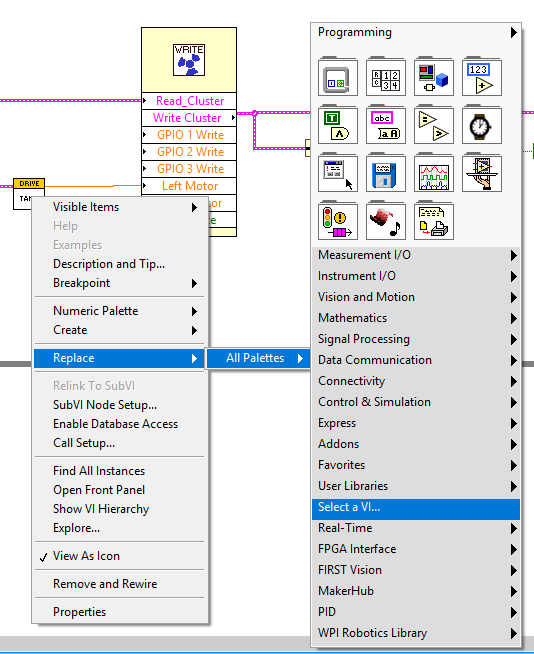 WRITE
Read_Cluster
Write Cluster
GPIO 1 Write
GPIO 2 Write
GPIO 3 Write
Left Motor
DRIVE
Visible Items
Help
Examples
Description and Tip...
Breakpoint
Numeric Palette
Create
Replace
Relink To SubVI
SubVI Node Setup...
Enable Database Access
Call Setup...
Find All Instances
Open Front Panel
Show VI Hierarchy
Explore...
View As Icon
Remove and Rewire
Properties
All Palettes
Programming
123
abc
Measurement I/O
Instrument I/O
Vision and Motion
Mathematics
Signal Processing
Data Communication
Connectivity
Control & Simulation
Express
Addons
Favorites
User Libraries
Select a VI...
Real-Time
FPGA Interface
FIRST Vision
MakerHub
PID
WPI Robotics Library